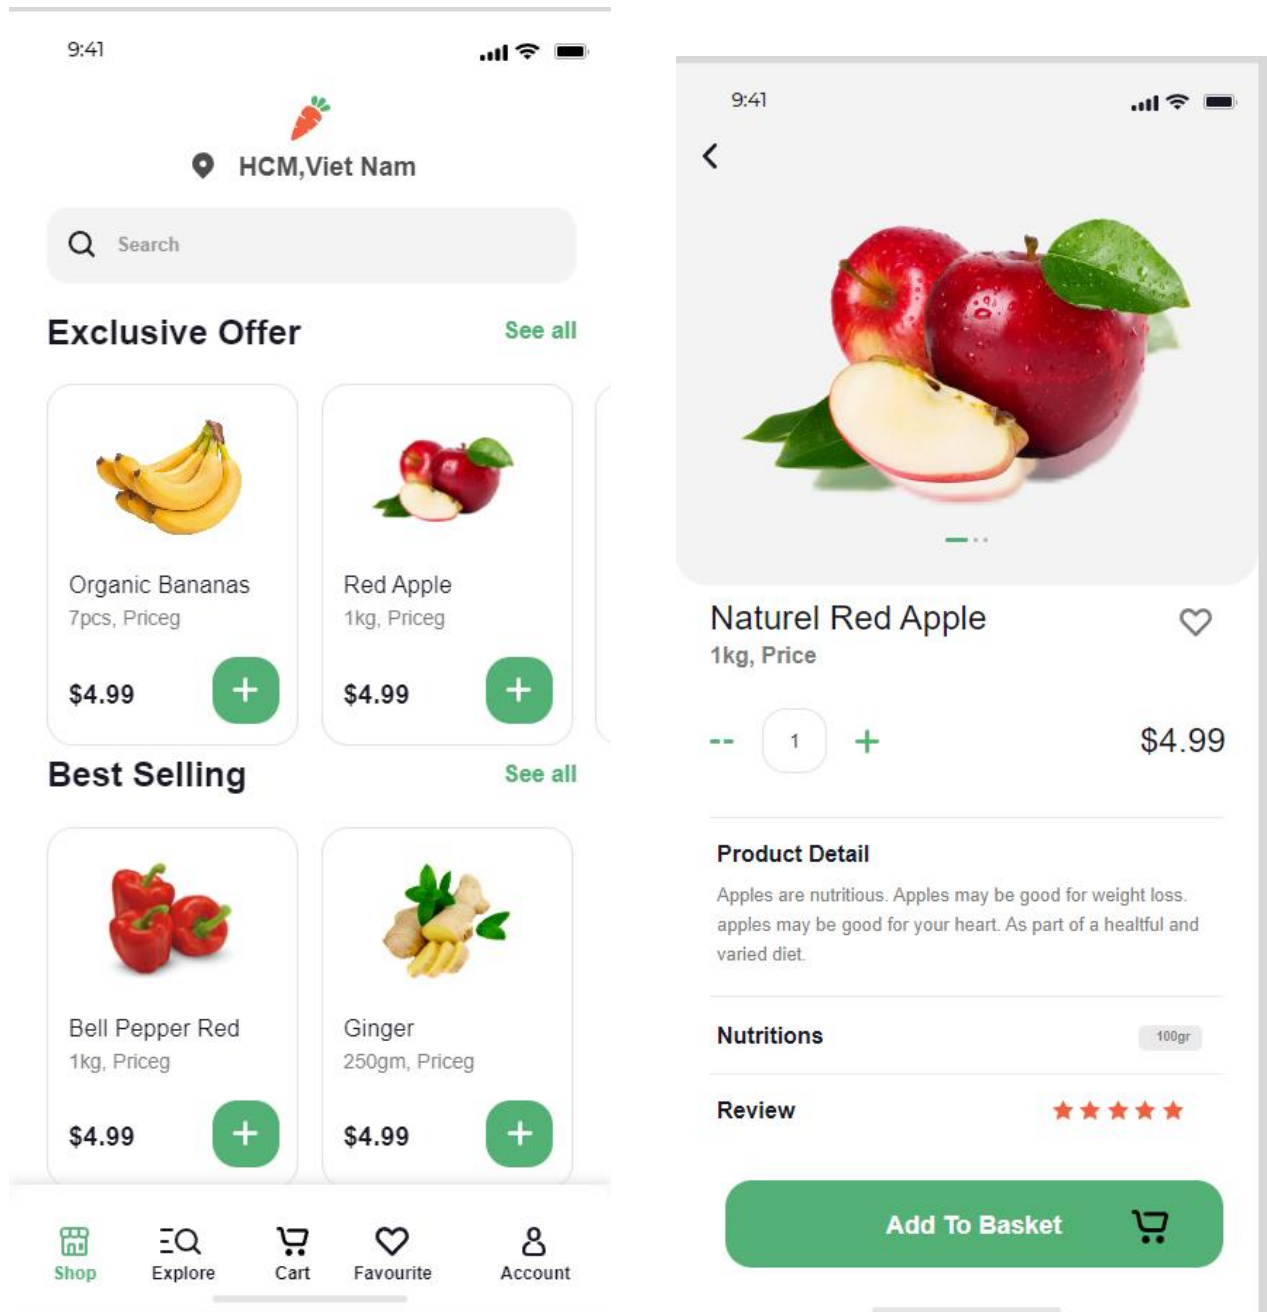 9:41
HCM,Viet Nam
Search
Exclusive Offer
See all
Organic Bananas
7pcs, Priceg
$4.99
Red Apple
1kg, Priceg
$4.99
Best Selling
See all
Bell Pepper Red
1kg, Priceg
$4.99
Ginger
250gm, Priceg
$4.99
Shop
Explore
Cart
Favourite
Account
9:41
Naturel Red Apple
1kg, Price
1
$4.99
Product Detail
Apples are nutritious. Apples may be good for weight loss.
apples may be good for your heart. As part of a healtful and
varied diet.
Nutritions
100gr
Review
Add To Basket